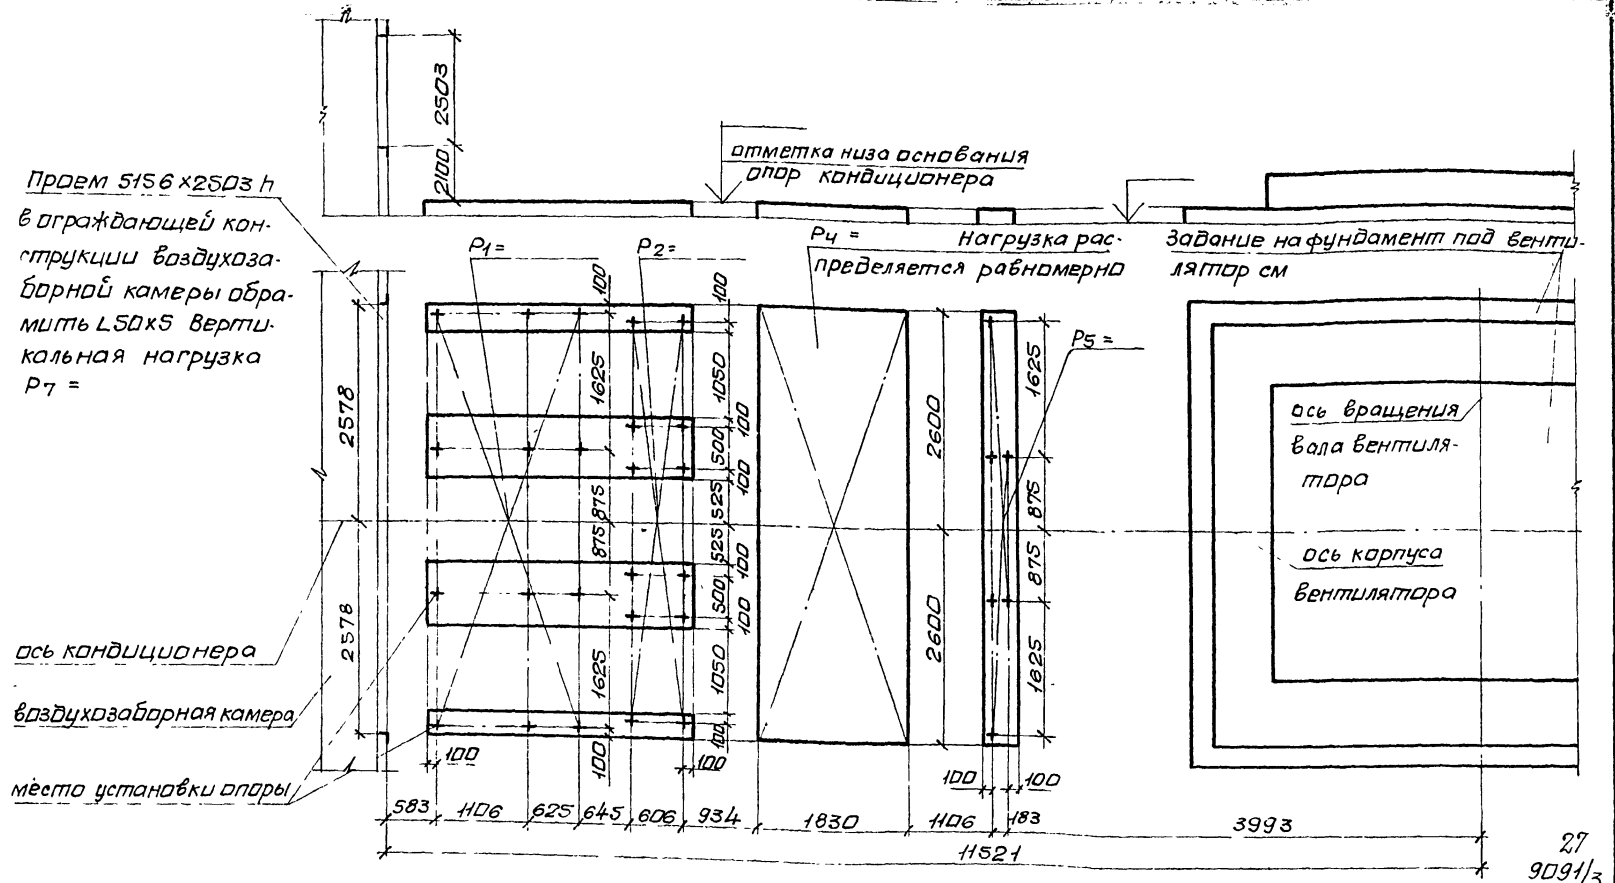 2503
2100
отметка низа основания
опор кондиционера
Проем 5156×2503 h
в ограждающей кон-
струкции воздухоза-
борной камеры обра-
мить L50×5 Верти-
кальная нагрузка
P7 =
P1=
P2=
P4 =
Нагрузка рас-
пределяется равномерно
Задание на фундамент под венти-
лятор см
P5 =
100
100
1625
1050
100
500
100
875
525
875
525
100
500
100
1625
1050
100
100
2578
2578
2600
2600
1625
875
875
1625
ось вращения
вала вентиля-
тора
ось корпуса
вентилятора
ось кондиционера
воздухозаборная камера
место установки опоры
100
100
100
100
583
1106
625
645
606
934
1830
1106
183
3993
11521
27
9091/3